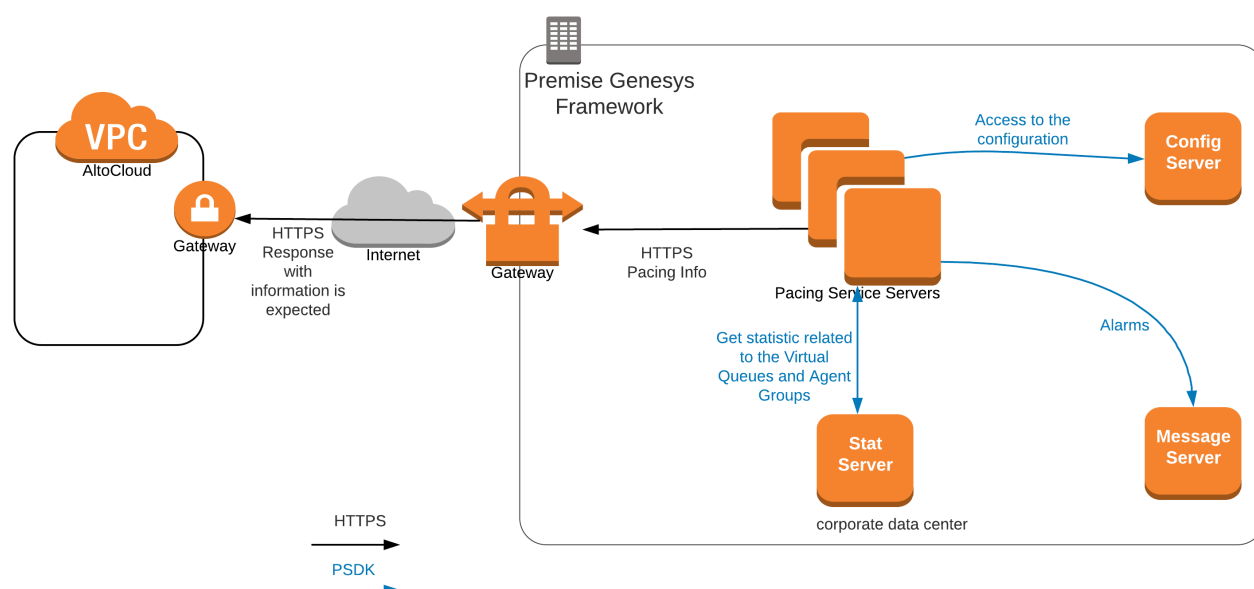 Premise Genesys
Framework
VPC
AltoCloud
Gateway
HTTPS
Response
with
information is
expected
Internet
Gateway
HTTPS
Pacing Info
Pacing Service Servers
Access to the
configuration
Config
Server
Get statistic related
to the Virtual
Queues and Agent
Groups
Alarms
Stat
Server
Message
Server
corporate data center
HTTPS
PSDK